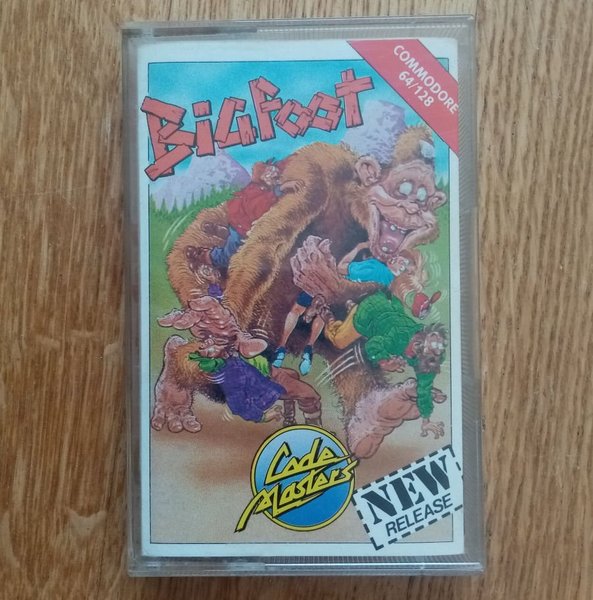 COMMODORE
64/128
BIGFOOT
Code
Masters
NEW
RELEASE